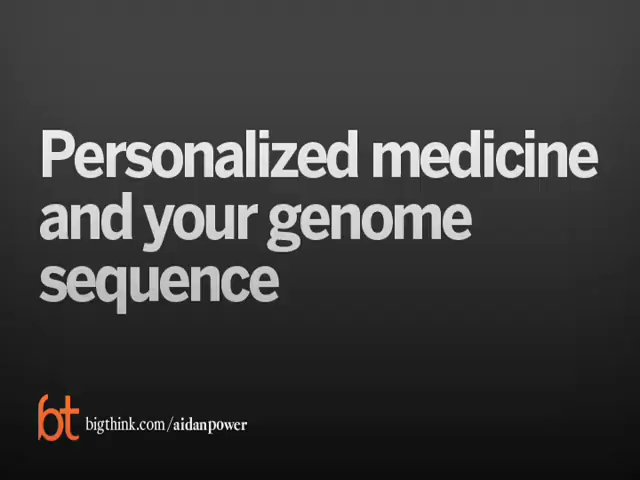 Personalized medicine
and your genome
sequence
bt bigthink.com/aidanpower